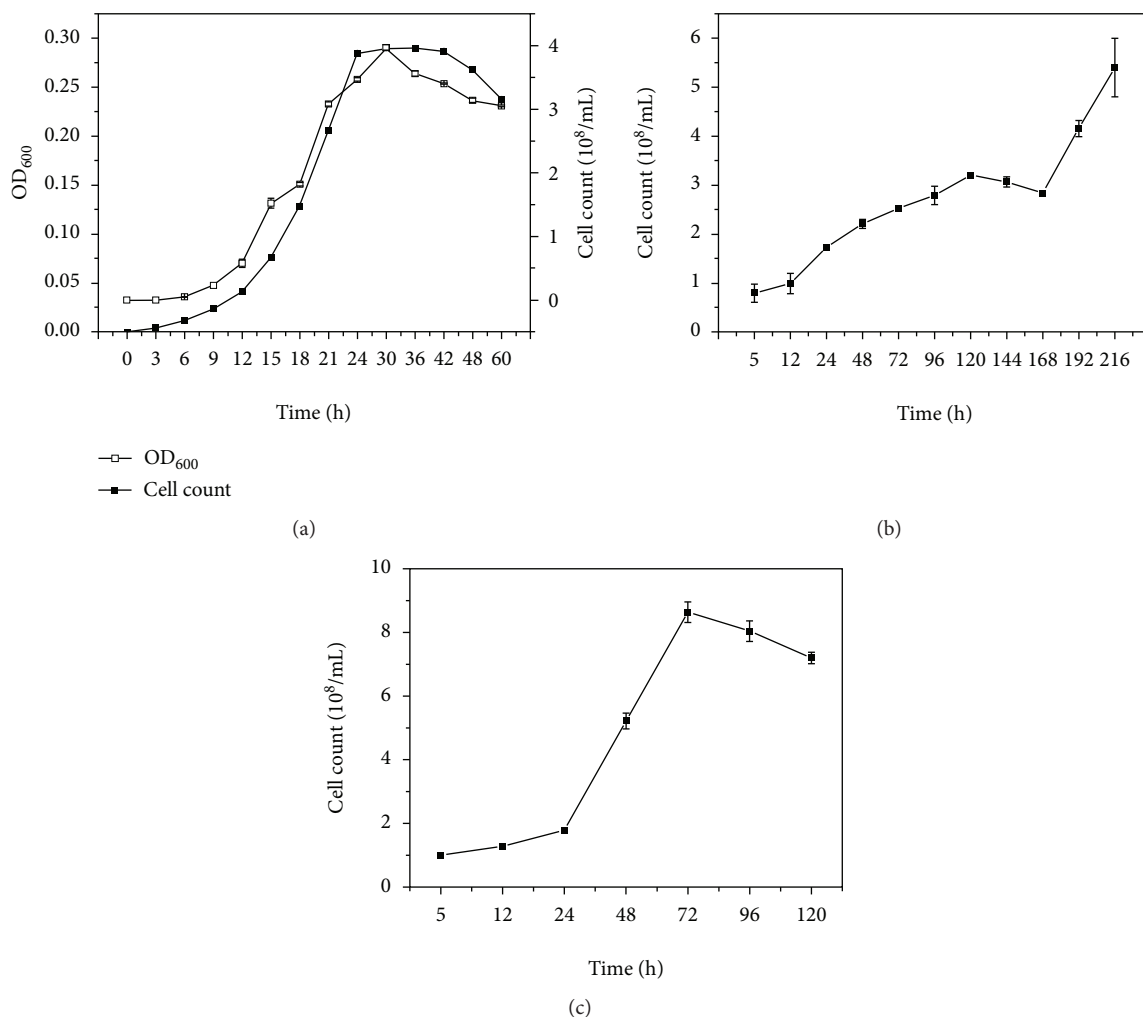 0.30
0.25
0.20
0.15
0.10
0.05
0.00
OD600
4
3
2
1
0
Cell count (10^8/mL)
0 3 6 9 12 15 18 21 24 30 36 42 48 60
Time (h)
OD600
Cell count
(a)
6
5
4
3
2
1
0
Cell count (10^8/mL)
5 12 24 48 72 96 120 144 168 192 216
Time (h)
(b)
10
8
6
4
2
0
Cell count (10^8/mL)
5 12 24 48 72 96 120
Time (h)
(c)